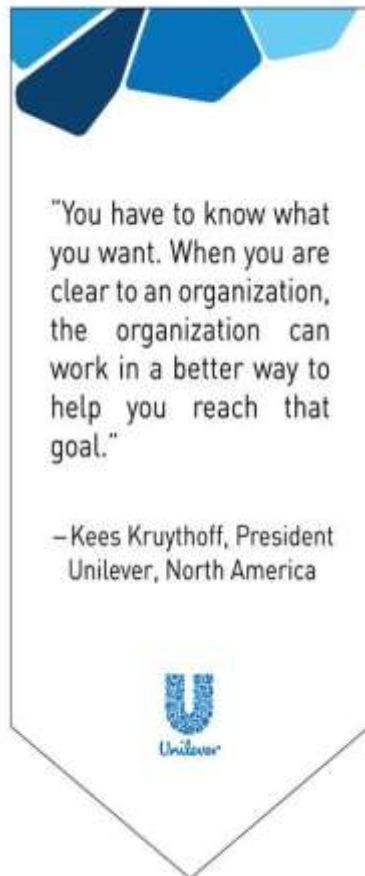 "You have to know what
you want. When you are
clear to an organization,
the organization can
work in a better way to
help you reach that
goal."
–Kees Kruythoff, President
Unilever, North America
Unilever